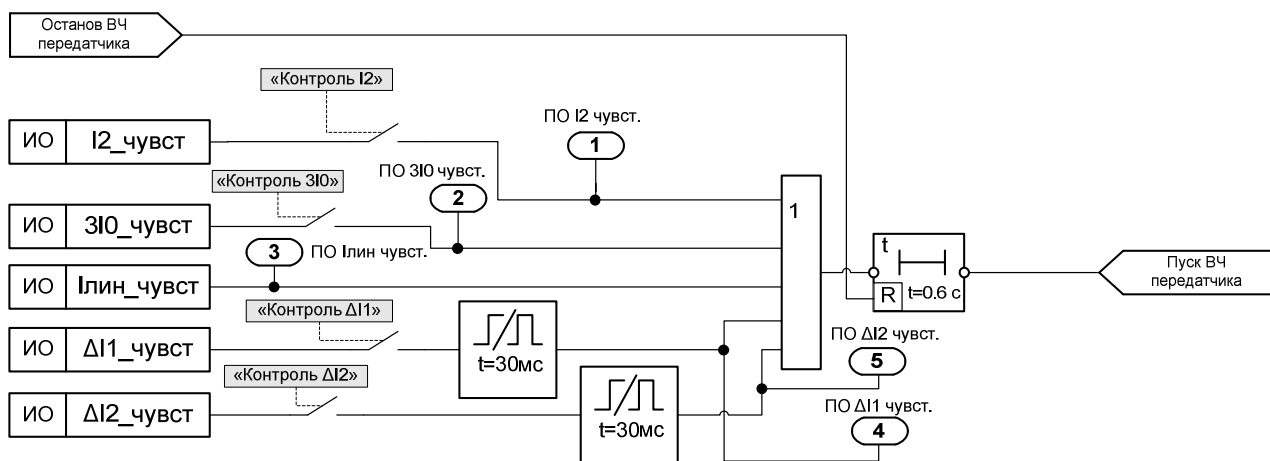 Останов ВЧ
передатчика
«Контроль I2»
ИО I2_чувст
ПО I2 чувст.
1
«Контроль 3I0»
ПО 3I0 чувст.
2
ИО 3I0_чувст
3
ПО Iлин чувст.
1
ИО Iлин_чувст
t
t=0.6 с
R
Пуск ВЧ
передатчика
«Контроль ΔI1»
ИО ΔI1_чувст
t=30мс
ПО ΔI2 чувст.
5
«Контроль ΔI2»
ИО ΔI2_чувст
t=30мс
ПО ΔI1 чувст.
4